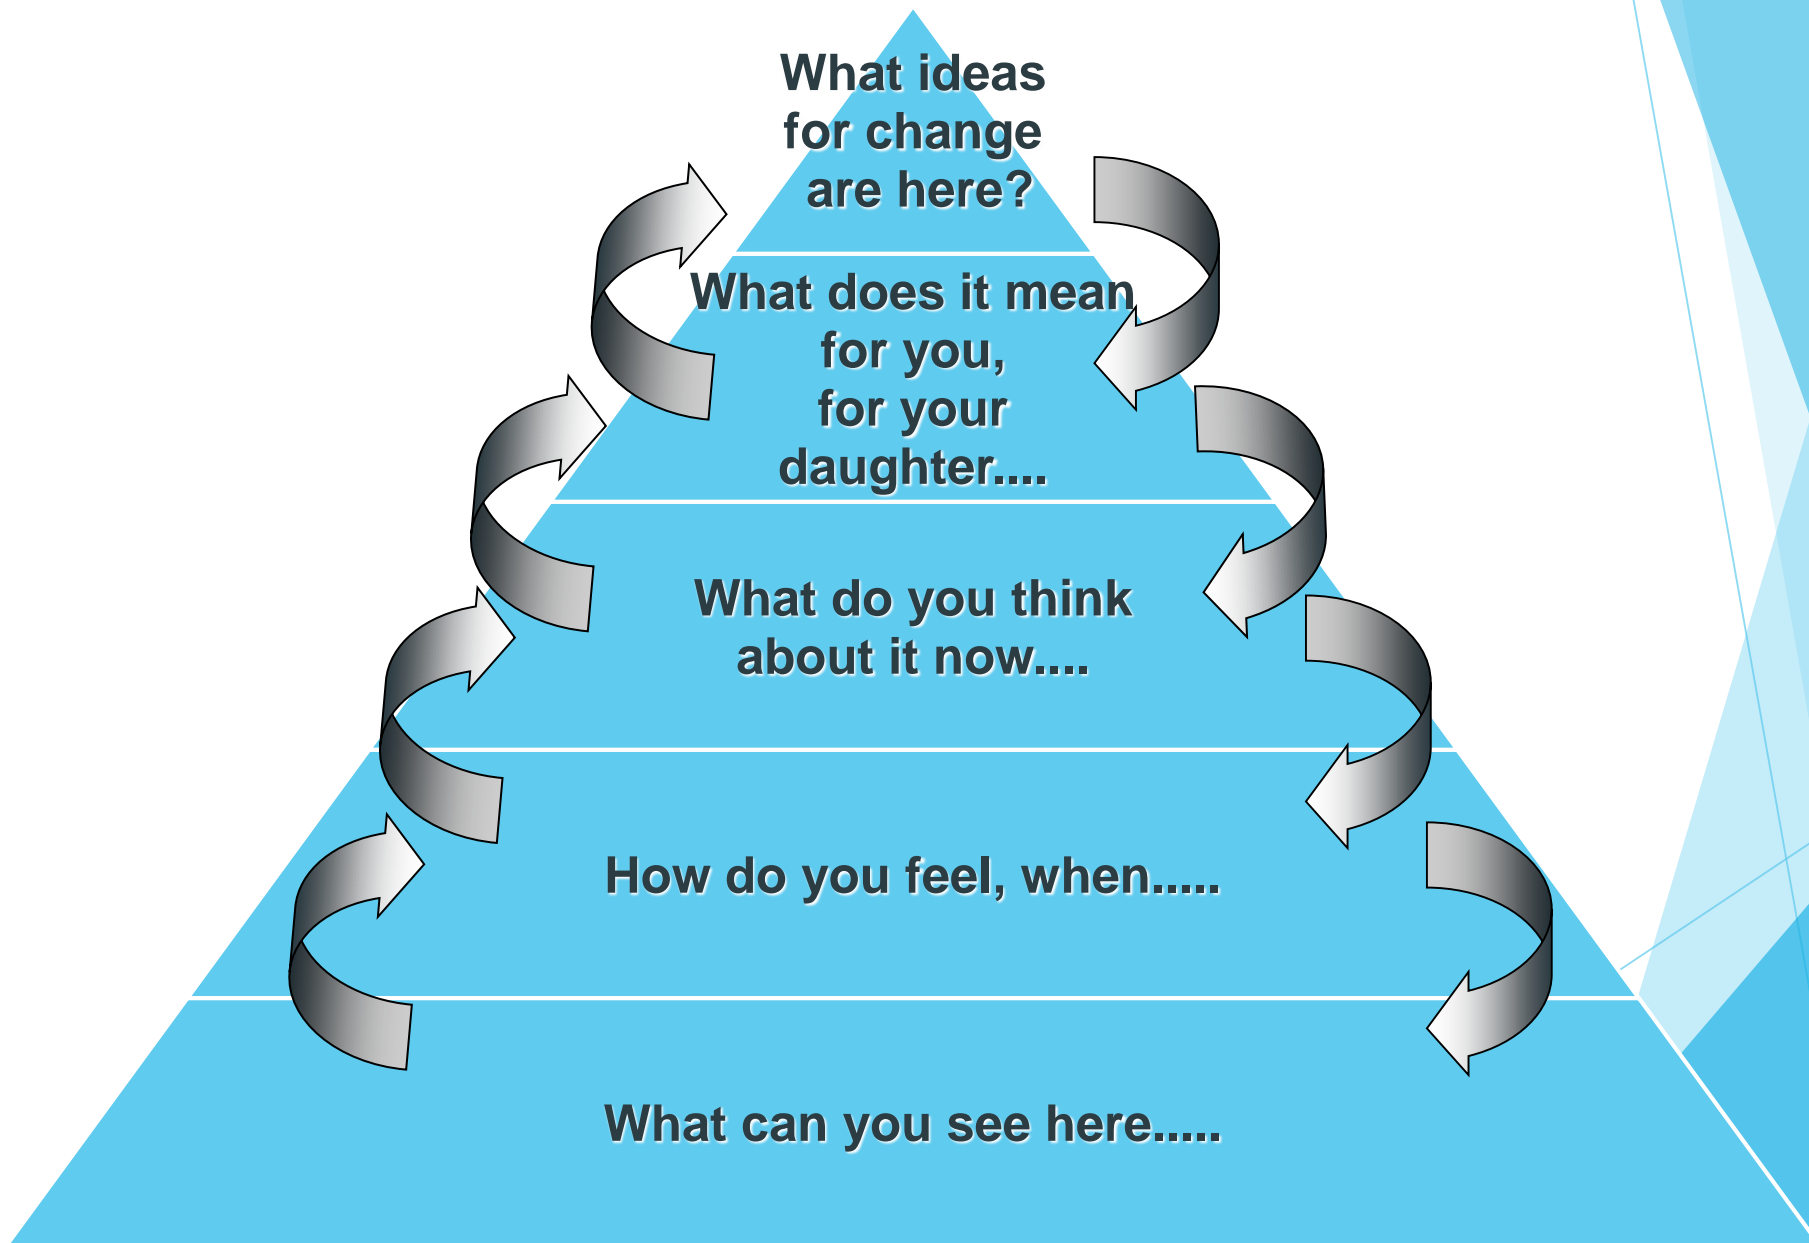 What ideas
for change
are here?
What does it mean
for you,
for your
daughter....
What do you think
about it now....
How do you feel, when.....
What can you see here.....